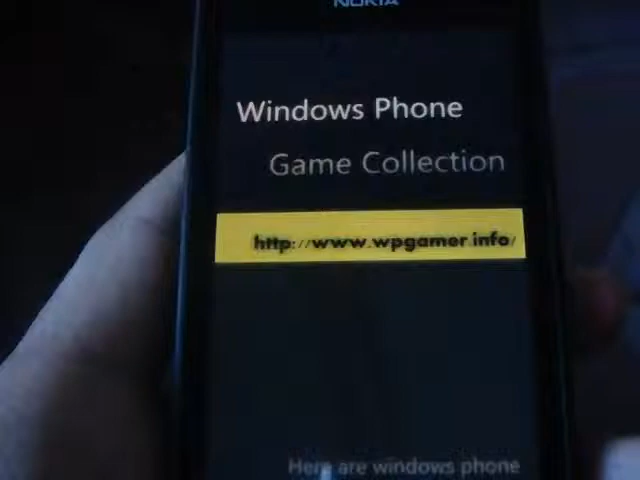 NOKIA
Windows Phone
Game Collection
http://www.wpgamer.info/
Here are windows phone